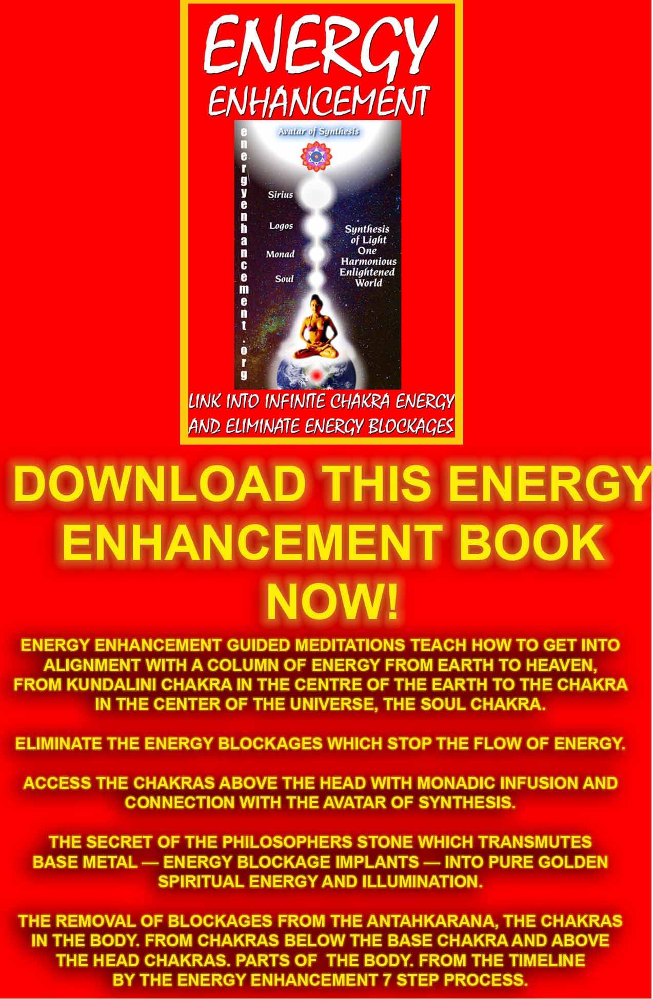 ENERGY
ENHANCEMENT
energyenhancement.org
Avatar of Synthesis
Sirius
Logos
Monad
Soul
Synthesis
of Light
One
Harmonious
Enlightened
World
LINK INTO INFINITE CHAKRA ENERGY
AND ELIMINATE ENERGY BLOCKAGES
DOWNLOAD THIS ENERGY
ENHANCEMENT BOOK
NOW!
ENERGY ENHANCEMENT GUIDED MEDITATIONS TEACH HOW TO GET INTO
ALIGNMENT WITH A COLUMN OF ENERGY FROM EARTH TO HEAVEN,
FROM KUNDALINI CHAKRA IN THE CENTRE OF THE EARTH TO THE CHAKRA
IN THE CENTER OF THE UNIVERSE, THE SOUL CHAKRA.
ELIMINATE THE ENERGY BLOCKAGES WHICH STOP THE FLOW OF ENERGY.
ACCESS THE CHAKRAS ABOVE THE HEAD WITH MONADIC INFUSION AND
CONNECTION WITH THE AVATAR OF SYNTHESIS.
THE SECRET OF THE PHILOSOPHERS STONE WHICH TRANSMUTES
BASE METAL — ENERGY BLOCKAGE IMPLANTS — INTO PURE GOLDEN
SPIRITUAL ENERGY AND ILLUMINATION.
THE REMOVAL OF BLOCKAGES FROM THE ANTAHKARANA, THE CHAKRAS
IN THE BODY. FROM CHAKRAS BELOW THE BASE CHAKRA AND ABOVE
THE HEAD CHAKRAS. PARTS OF THE BODY. FROM THE TIMELINE
BY THE ENERGY ENHANCEMENT 7 STEP PROCESS.